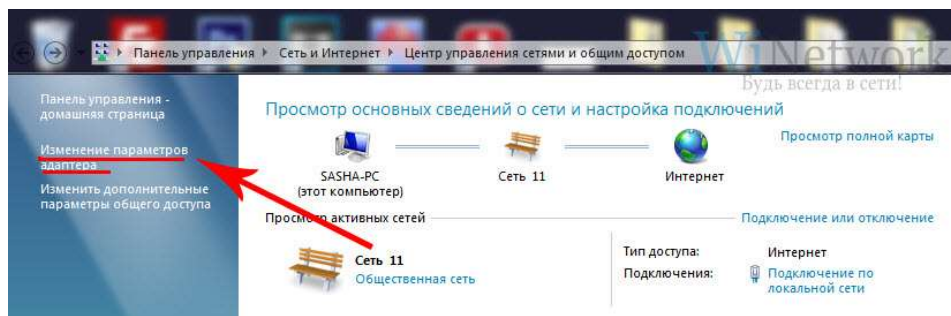 Панель управления ▸ Сеть и Интернет ▸ Центр управления сетями и общим доступом
WiNetwork
Будь всегда в сети!
Панель управления -
домашняя страница
Изменение параметров
адаптера
Изменить дополнительные
параметры общего доступа
Просмотр основных сведений о сети и настройка подключений
Просмотр полной карты
SASHA-PC
(этот компьютер)
Сеть 11
Интернет
Просмотр активных сетей
Подключение или отключение
Сеть 11
Общественная сеть
Тип доступа: Интернет
Подключения: Подключение по
локальной сети